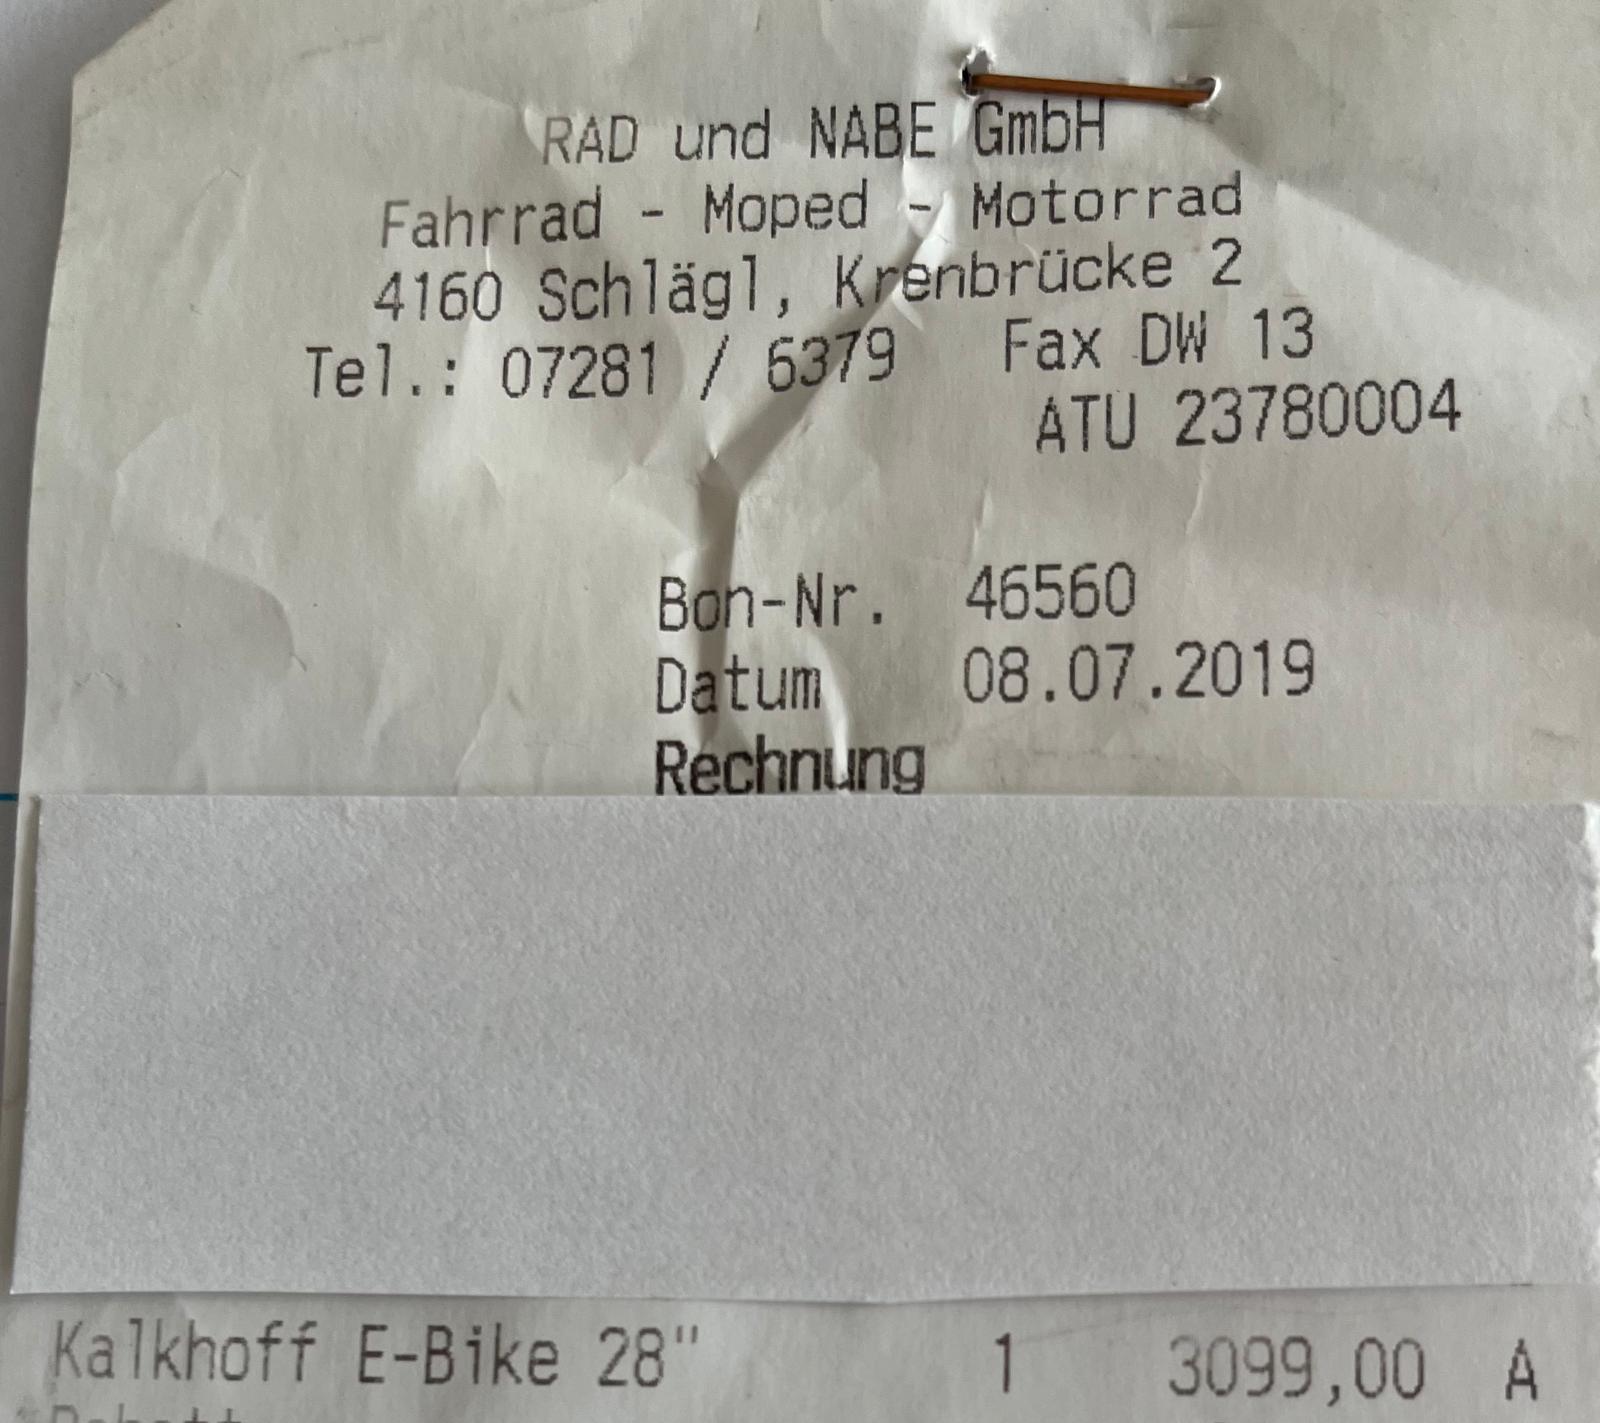 RAD und NABE GmbH
Fahrrad - Moped - Motorrad
4160 Schlägl, Krenbrücke 2
Tel.: 07281 / 6379 Fax DW 13
ATU 23780004
Bon-Nr. 46560
Datum 08.07.2019
Rechnung
Kalkhoff E-Bike 28" 1 3099,00 A